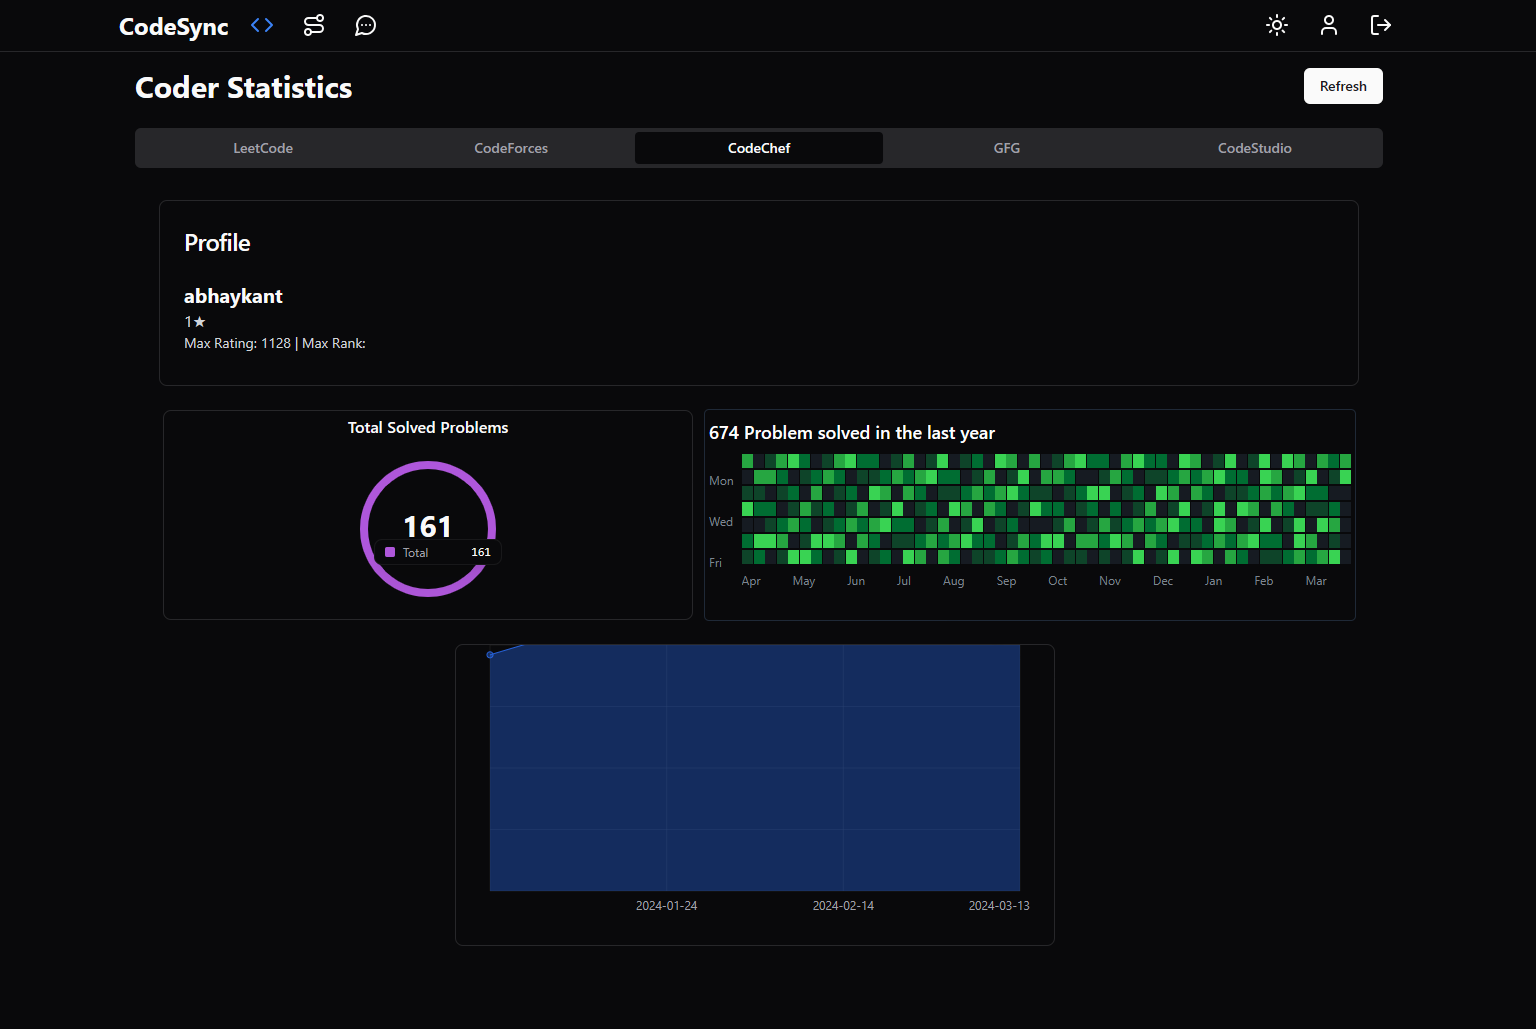 CodeSync
Coder Statistics
Refresh
LeetCode CodeForces CodeChef GFG CodeStudio
Profile
abhaykant
1★
Max Rating: 1128 | Max Rank:
Total Solved Problems
161
Total 161
674 Problem solved in the last year
Mon
Wed
Fri
Apr May Jun Jul Aug Sep Oct Nov Dec Jan Feb Mar
2024-01-24 2024-02-14 2024-03-13